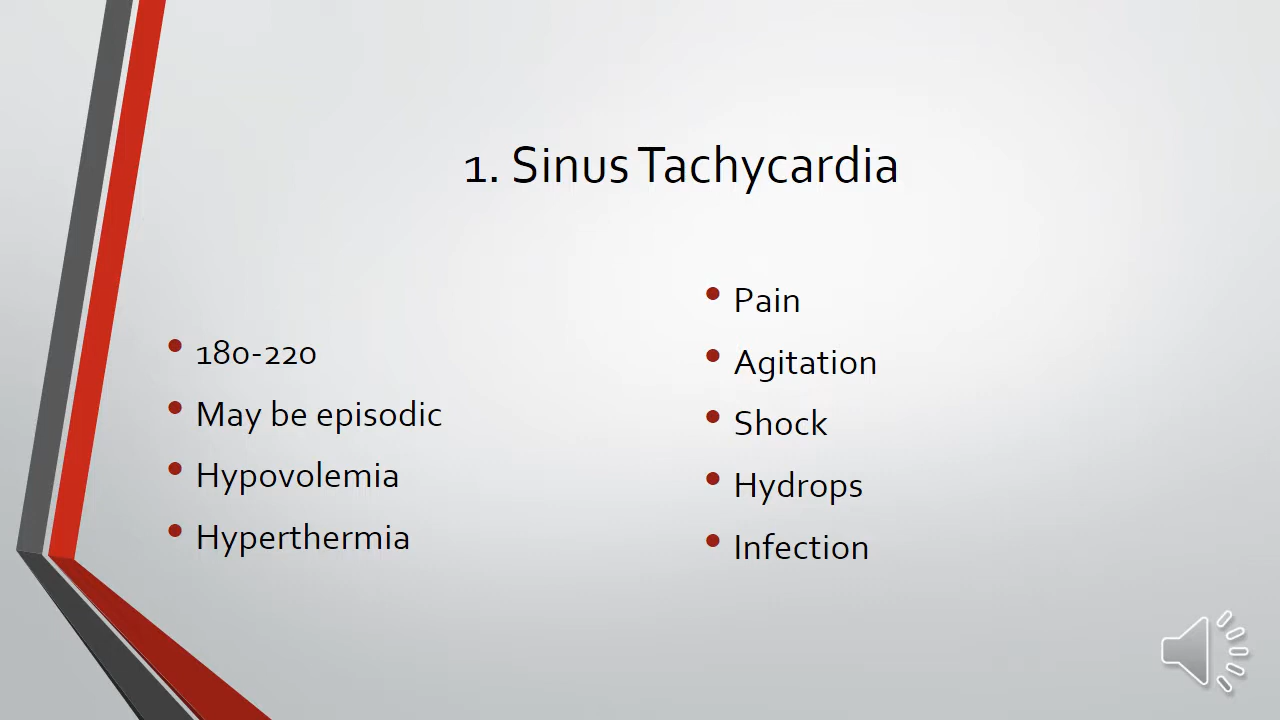 1. Sinus Tachycardia
• 180-220
• May be episodic
• Hypovolemia
• Hyperthermia
• Pain
• Agitation
• Shock
• Hydrops
• Infection